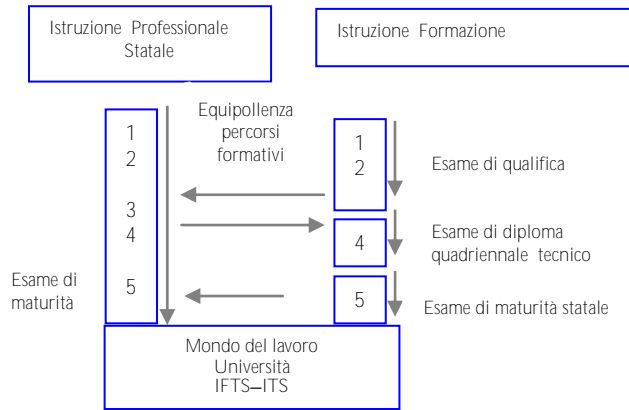 Istruzione Professionale
Statale
Istruzione Formazione
Equipollenza
percorsi
formativi
1
2
3
4
5
1
2
4
5
Esame di qualifica
Esame di diploma
quadriennale tecnico
Esame di
maturità
Esame di maturità statale
Mondo del lavoro
Università
IFTS–ITS